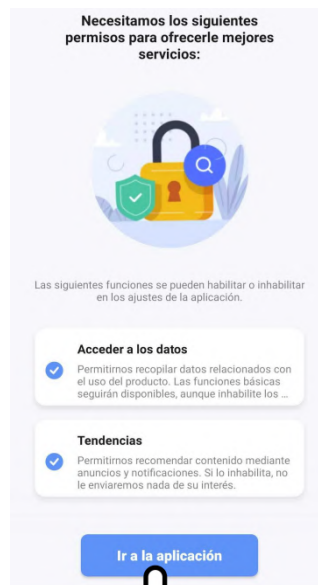 Necesitamos los siguientes
permisos para ofrecerle mejores
servicios:
Las siguientes funciones se pueden habilitar o inhabilitar
en los ajustes de la aplicación.
Acceder a los datos
Permitirnos recopilar datos relacionados con
el uso del producto. Las funciones básicas
seguirán disponibles, aunque inhabilite los ...
Tendencias
Permitirnos recomendar contenido mediante
anuncios y notificaciones. Si lo inhabilita, no
le enviaremos nada de su interés.
Ir a la aplicación